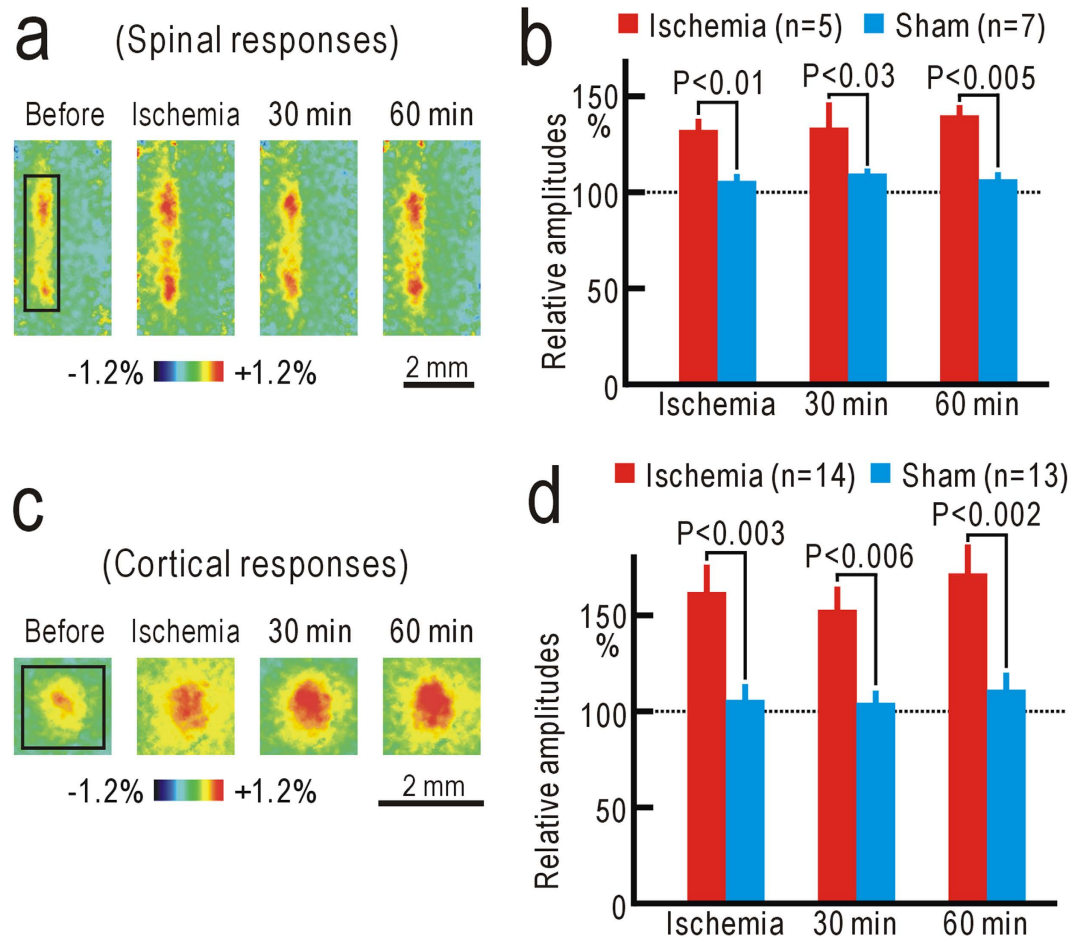 a
(Spinal responses)
Before Ischemia 30 min 60 min
-1.2% +1.2%
2 mm
b
Ischemia (n=5) Sham (n=7)
P<0.01 P<0.03 P<0.005
Relative amplitudes
150
%
100
50
0
Ischemia 30 min 60 min
c
(Cortical responses)
Before Ischemia 30 min 60 min
-1.2% +1.2%
2 mm
d
Ischemia (n=14) Sham (n=13)
P<0.003 P<0.006 P<0.002
Relative amplitudes
150
%
100
50
0
Ischemia 30 min 60 min